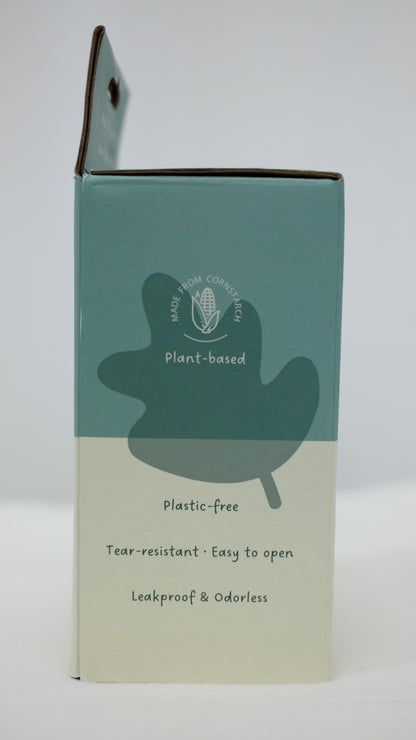 MADE FROM CORNSTARCH
Plant-based
Plastic-free
Tear-resistant · Easy to open
Leakproof & Odorless